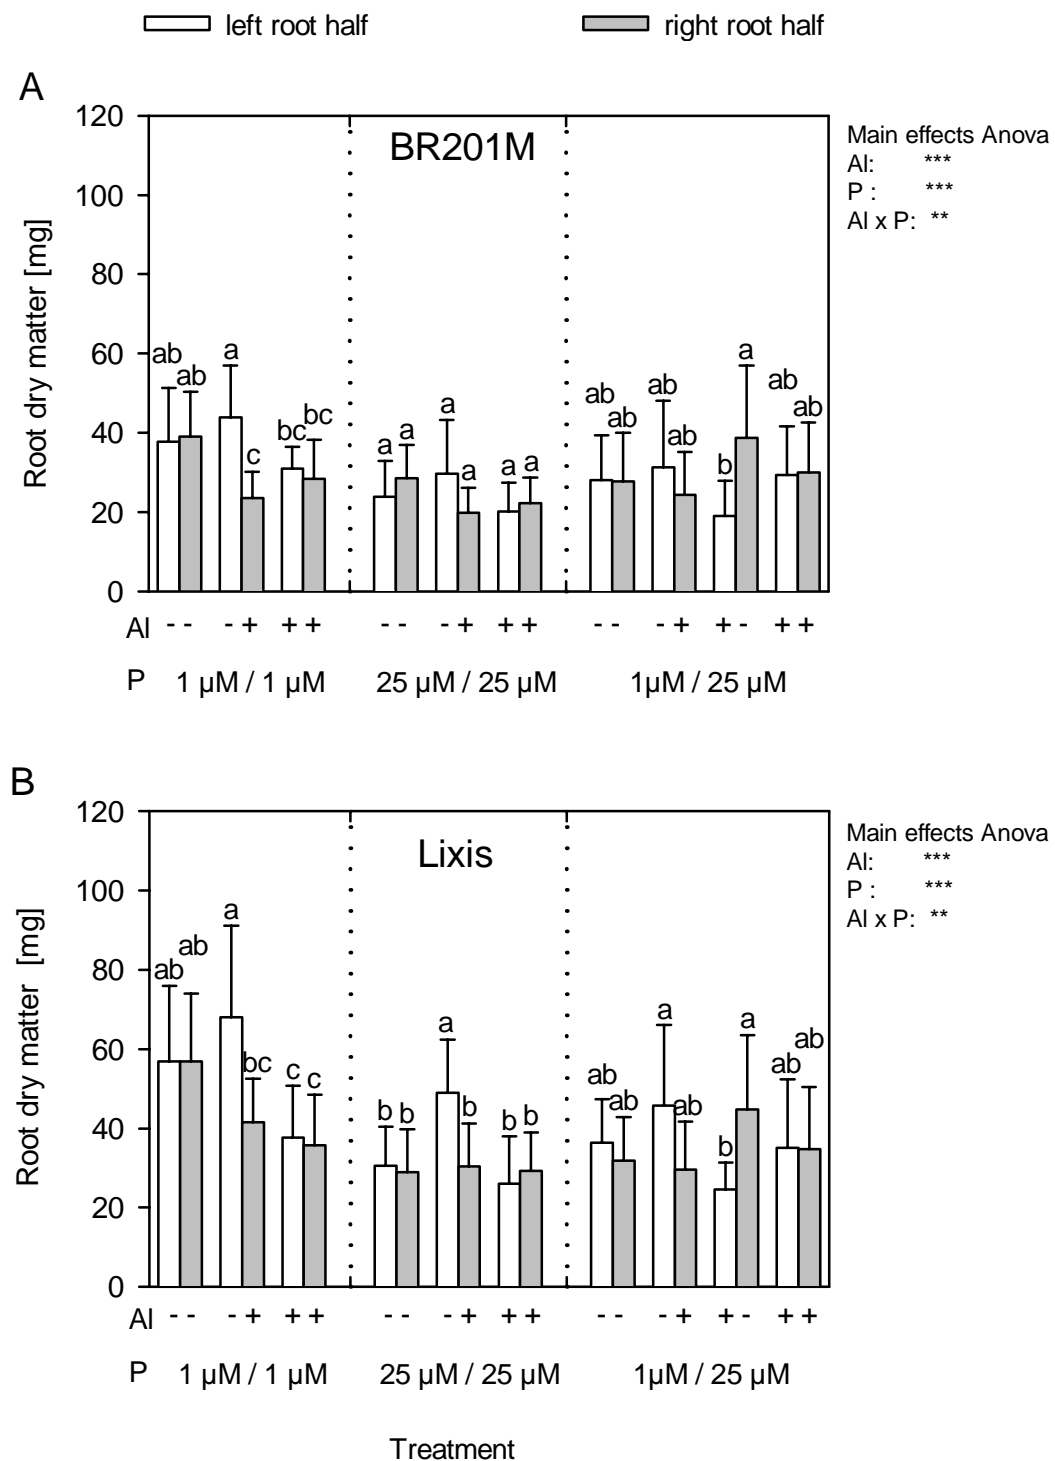 left root half right root half
A
Main effects Anova
Al: ***
P : ***
Al x P: **
BR201M
Root dry matter [mg]
120
100
80
60
40
20
0
ab ab a c bc bc a a a a a a ab ab ab ab b a ab ab
Al - - - + + + - - - + + + - - - + + - + +
P 1 µM / 1 µM 25 µM / 25 µM 1µM / 25 µM
B
Main effects Anova
Al: ***
P : ***
Al x P: **
Lixis
Root dry matter [mg]
120
100
80
60
40
20
0
ab ab a bc c c b b a b b b ab ab a ab b a ab ab
Al - - - + + + - - - + + + - - - + + - + +
P 1 µM / 1 µM 25 µM / 25 µM 1µM / 25 µM
Treatment